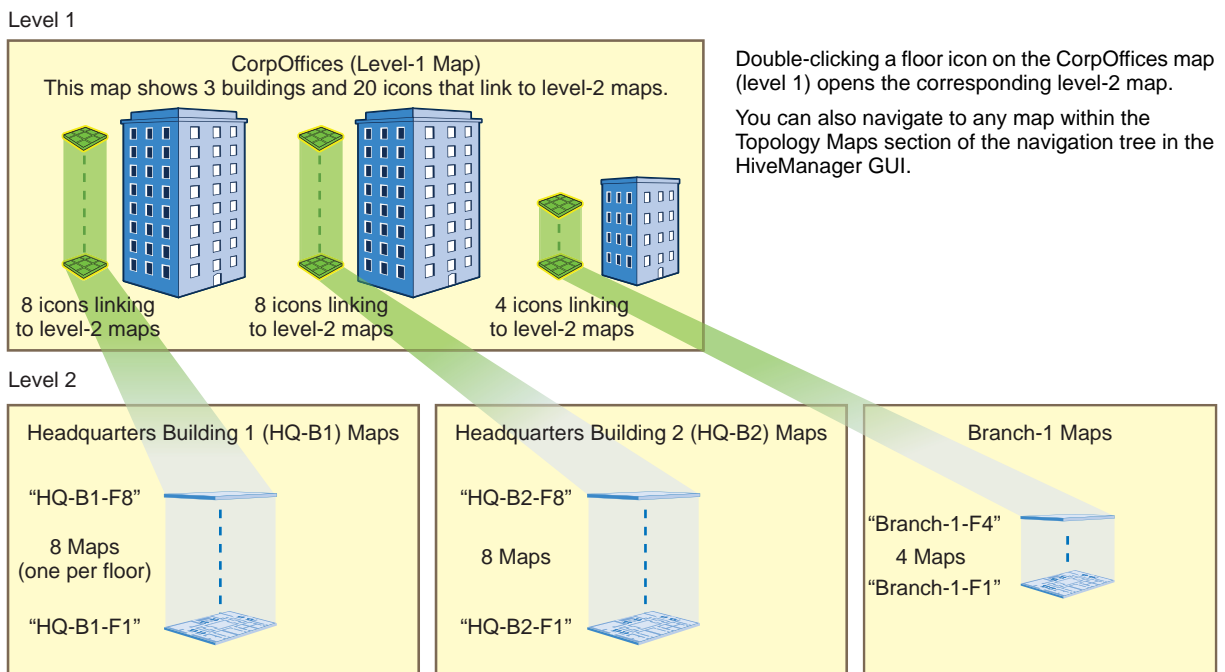 Level 1
CorpOffices (Level-1 Map)
This map shows 3 buildings and 20 icons that link to level-2 maps.
8 icons linking
to level-2 maps
8 icons linking
to level-2 maps
4 icons linking
to level-2 maps
Double-clicking a floor icon on the CorpOffices map
(level 1) opens the corresponding level-2 map.
You can also navigate to any map within the
Topology Maps section of the navigation tree in the
HiveManager GUI.
Level 2
Headquarters Building 1 (HQ-B1) Maps
“HQ-B1-F8”
8 Maps
(one per floor)
“HQ-B1-F1”
Headquarters Building 2 (HQ-B2) Maps
“HQ-B2-F8”
8 Maps
“HQ-B2-F1”
Branch-1 Maps
“Branch-1-F4”
4 Maps
“Branch-1-F1”